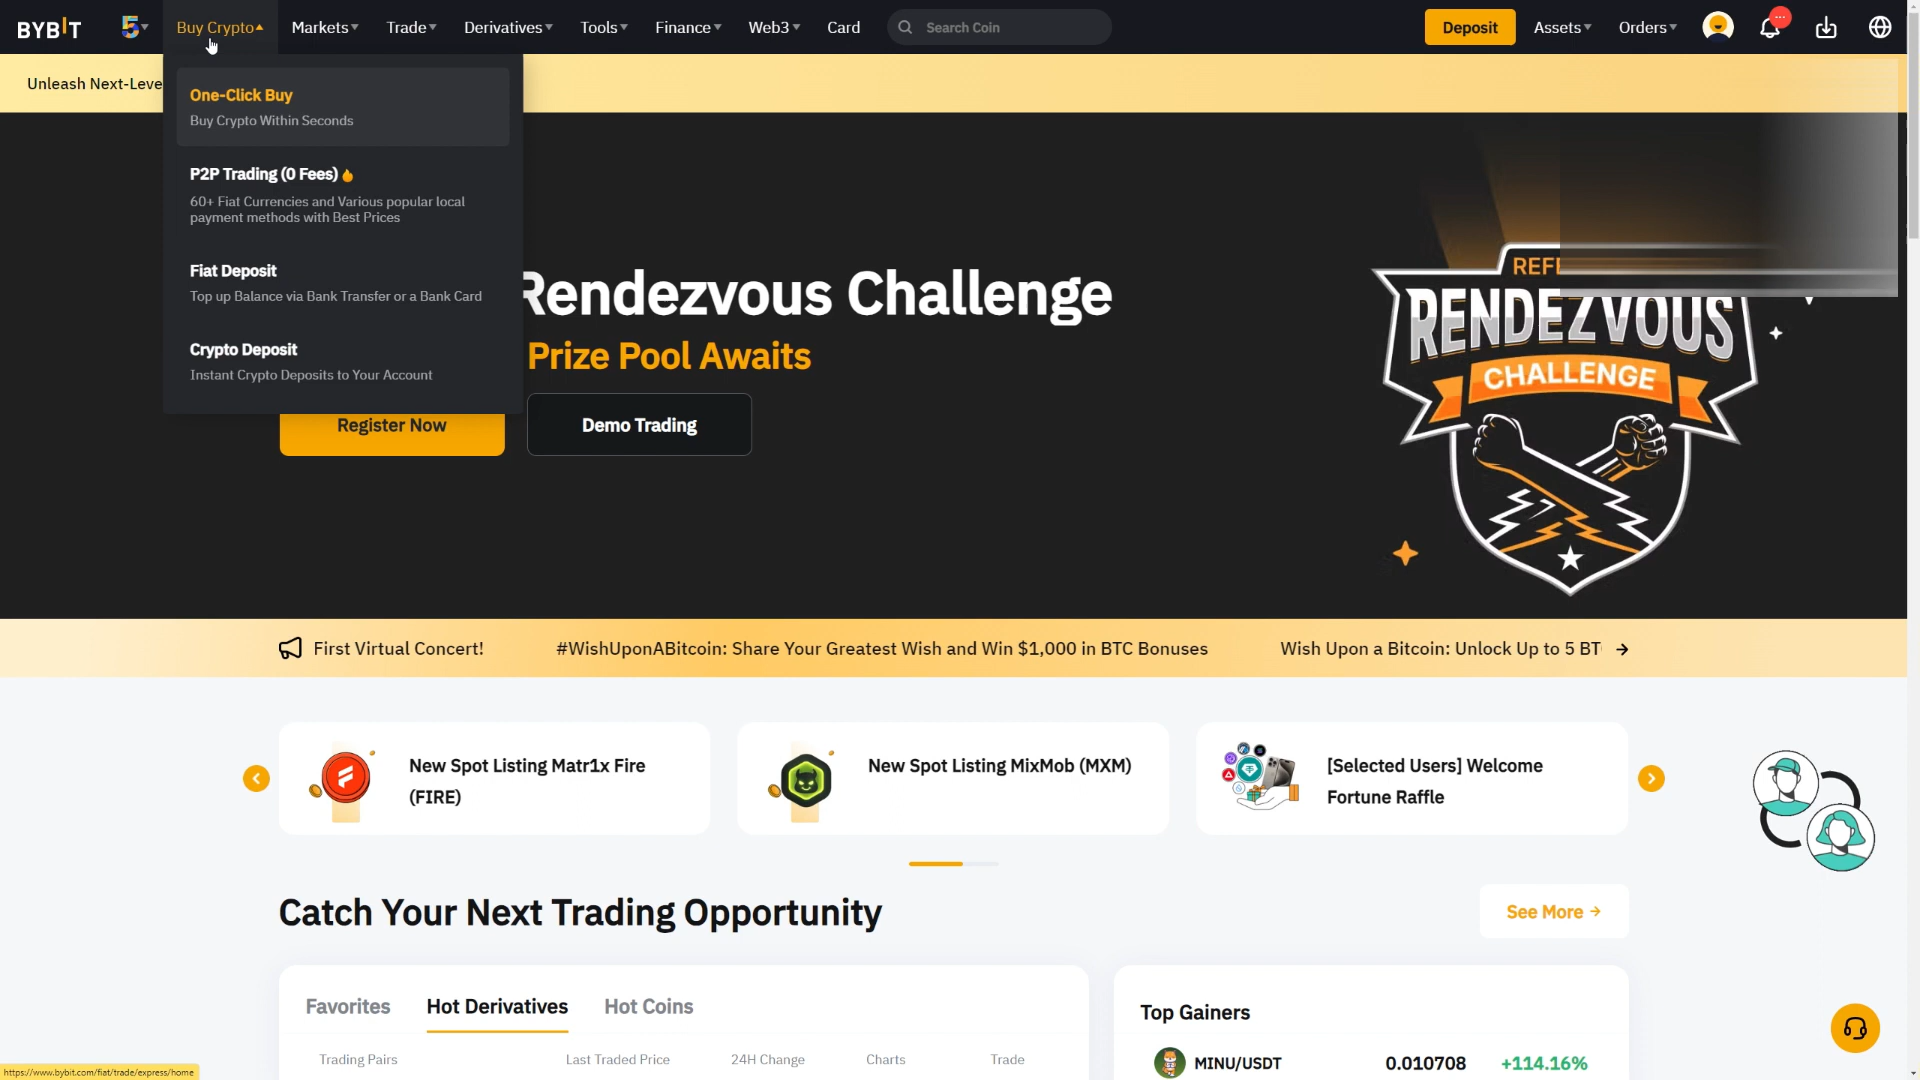 BYBIT
5
Buy Crypto
Markets
Trade
Derivatives
Tools
Finance
Web3
Card
Search Coin
Deposit
Assets
Orders
Unleash Next-Leve
One-Click Buy
Buy Crypto Within Seconds
P2P Trading (0 Fees)
60+ Fiat Currencies and Various popular local
payment methods with Best Prices
Fiat Deposit
Top up Balance via Bank Transfer or a Bank Card
Crypto Deposit
Instant Crypto Deposits to Your Account
Rendezvous Challenge
Prize Pool Awaits
Register Now
Demo Trading
REFE
RENDEZVOUS
CHALLENGE
First Virtual Concert!
#WishUponABitcoin: Share Your Greatest Wish and Win $1,000 in BTC Bonuses
Wish Upon a Bitcoin: Unlock Up to 5 BT
New Spot Listing Matr1x Fire
(FIRE)
New Spot Listing MixMob (MXM)
[Selected Users] Welcome
Fortune Raffle
Catch Your Next Trading Opportunity
See More
Favorites
Hot Derivatives
Hot Coins
Trading Pairs
Last Traded Price
24H Change
Charts
Trade
Top Gainers
MINU/USDT
0.010708
+114.16%
https://www.bybit.com/fiat/trade/express/home